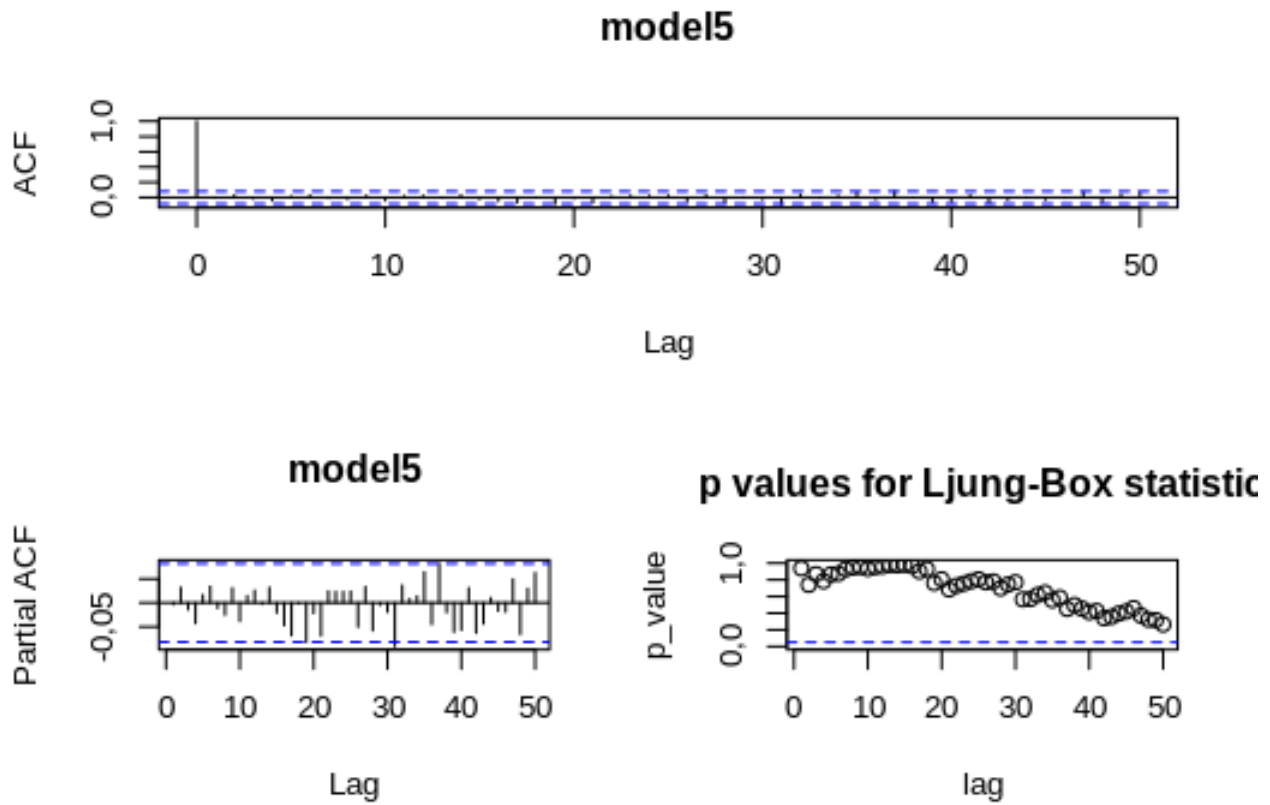 model5
ACF
1,0
0,0
0 10 20 30 40 50
Lag
model5
Partial ACF
-0,05
0 10 20 30 40 50
Lag
p values for Ljung-Box statistic
p_value
1,0
0,0
0 10 20 30 40 50
lag